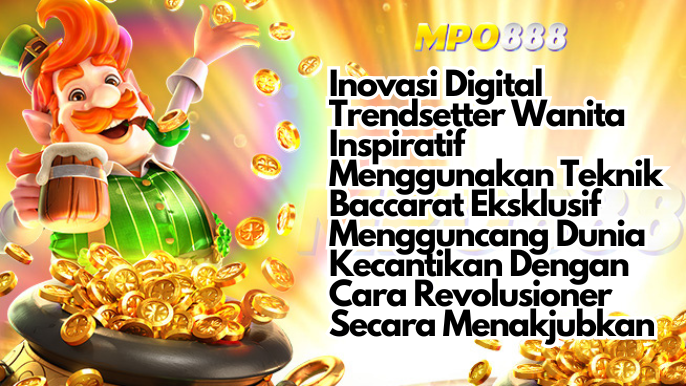 MPO888
Inovasi Digital
Trendsetter Wanita
Inspiratif
Menggunakan Teknik
Baccarat Eksklusif
Mengguncang Dunia
Kecantikan Dengan
Cara Revolusioner
Secara Menakjubkan